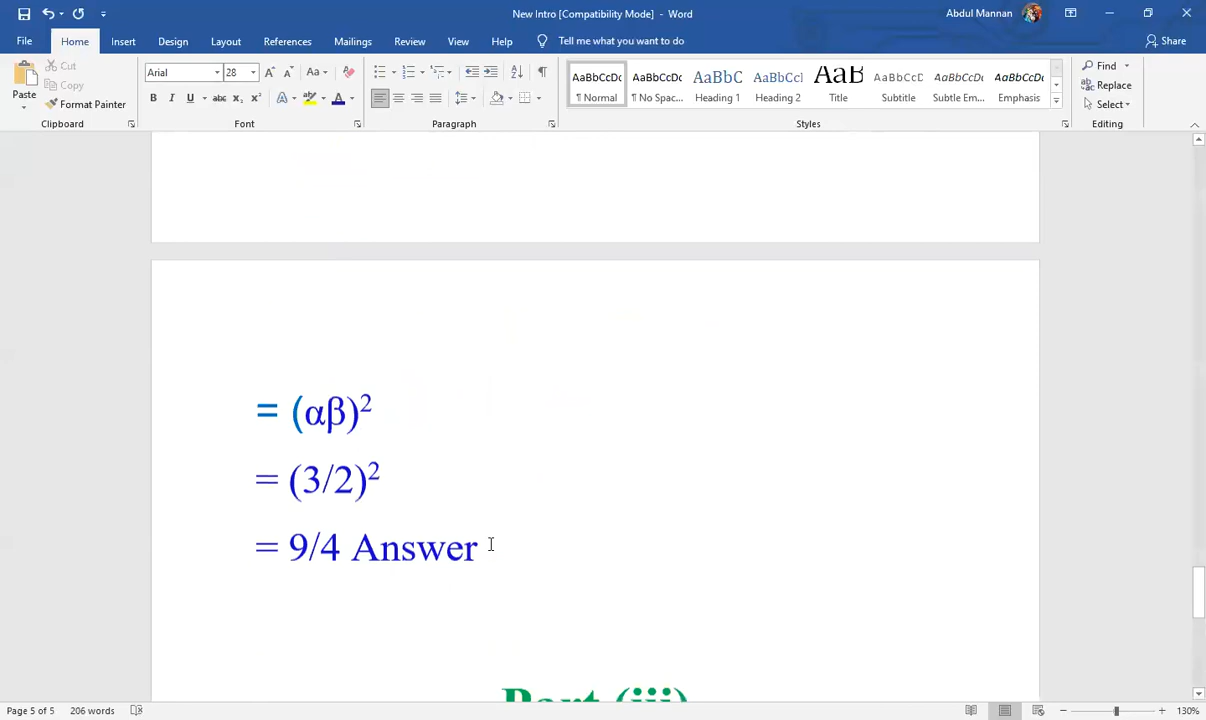 New Intro [Compatibility Mode] - Word
Abdul Mannan
File Home Insert Design Layout References Mailings Review View Help Tell me what you want to do Share
Paste
Cut
Copy
Format Painter
Clipboard
Arial 28
Font
Paragraph
AaBbCcDc AaBbCcDc AaBbC AaBbCcI AaB AaBbCcD AaBbCcDc AaBbCcDc
¶ Normal ¶ No Spac... Heading 1 Heading 2 Title Subtitle Subtle Em... Emphasis
Styles
Find
Replace
Select
Editing
= (αβ)²
= (3/2)²
= 9/4 Answer
Part (iii)
Page 5 of 5 206 words 130%